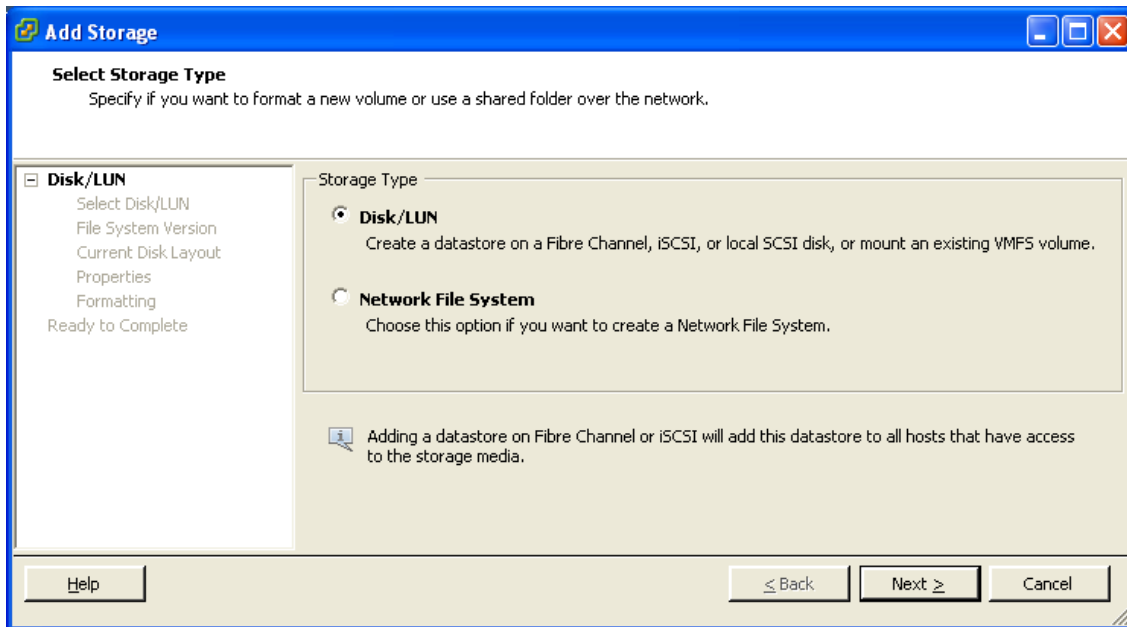 Add Storage
Select Storage Type
Specify if you want to format a new volume or use a shared folder over the network.
Disk/LUN
Select Disk/LUN
File System Version
Current Disk Layout
Properties
Formatting
Ready to Complete
Storage Type
Disk/LUN
Create a datastore on a Fibre Channel, iSCSI, or local SCSI disk, or mount an existing VMFS volume.
Network File System
Choose this option if you want to create a Network File System.
Adding a datastore on Fibre Channel or iSCSI will add this datastore to all hosts that have access
to the storage media.
Help
< Back
Next >
Cancel